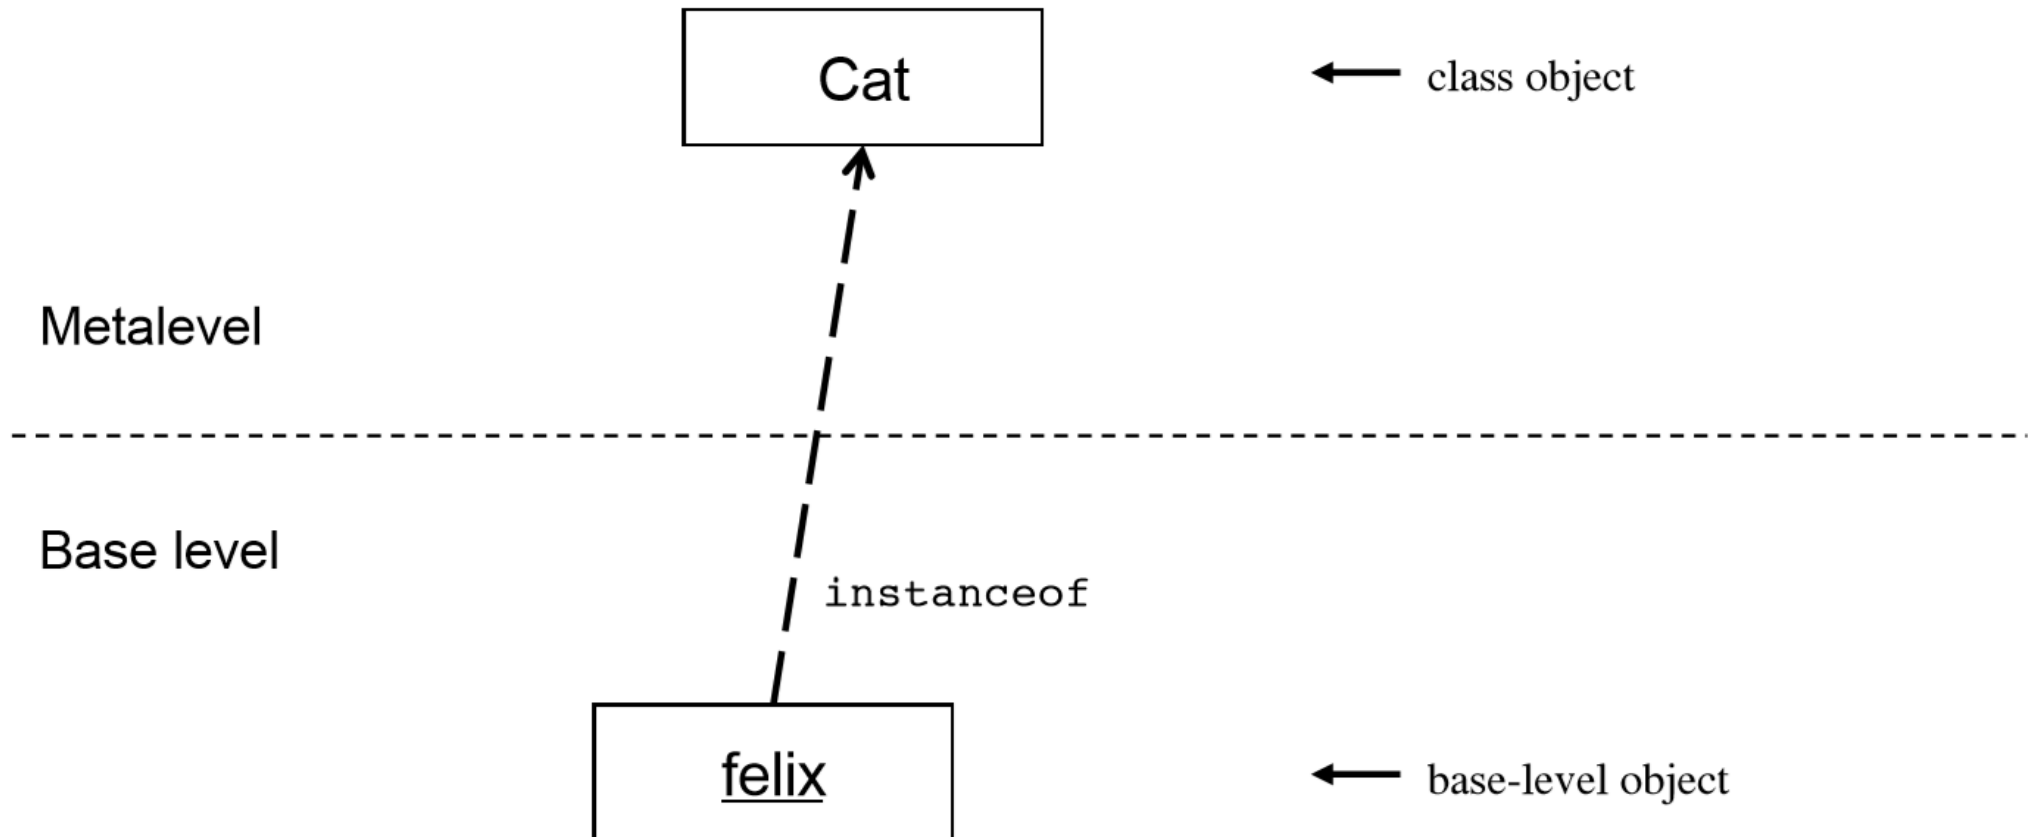 Cat
class object
Metalevel
Base level
instanceof
felix
base-level object